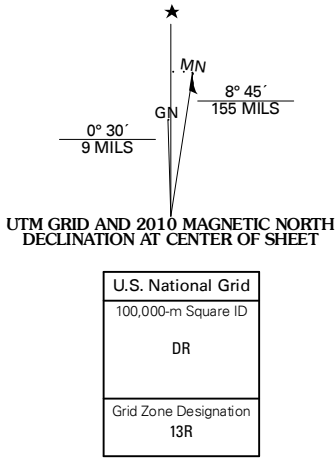 MN
8° 45´
155 MILS
GN
0° 30´
9 MILS
UTM GRID AND 2010 MAGNETIC NORTH
DECLINATION AT CENTER OF SHEET
U.S. National Grid
100,000-m Square ID
DR
Grid Zone Designation
13R